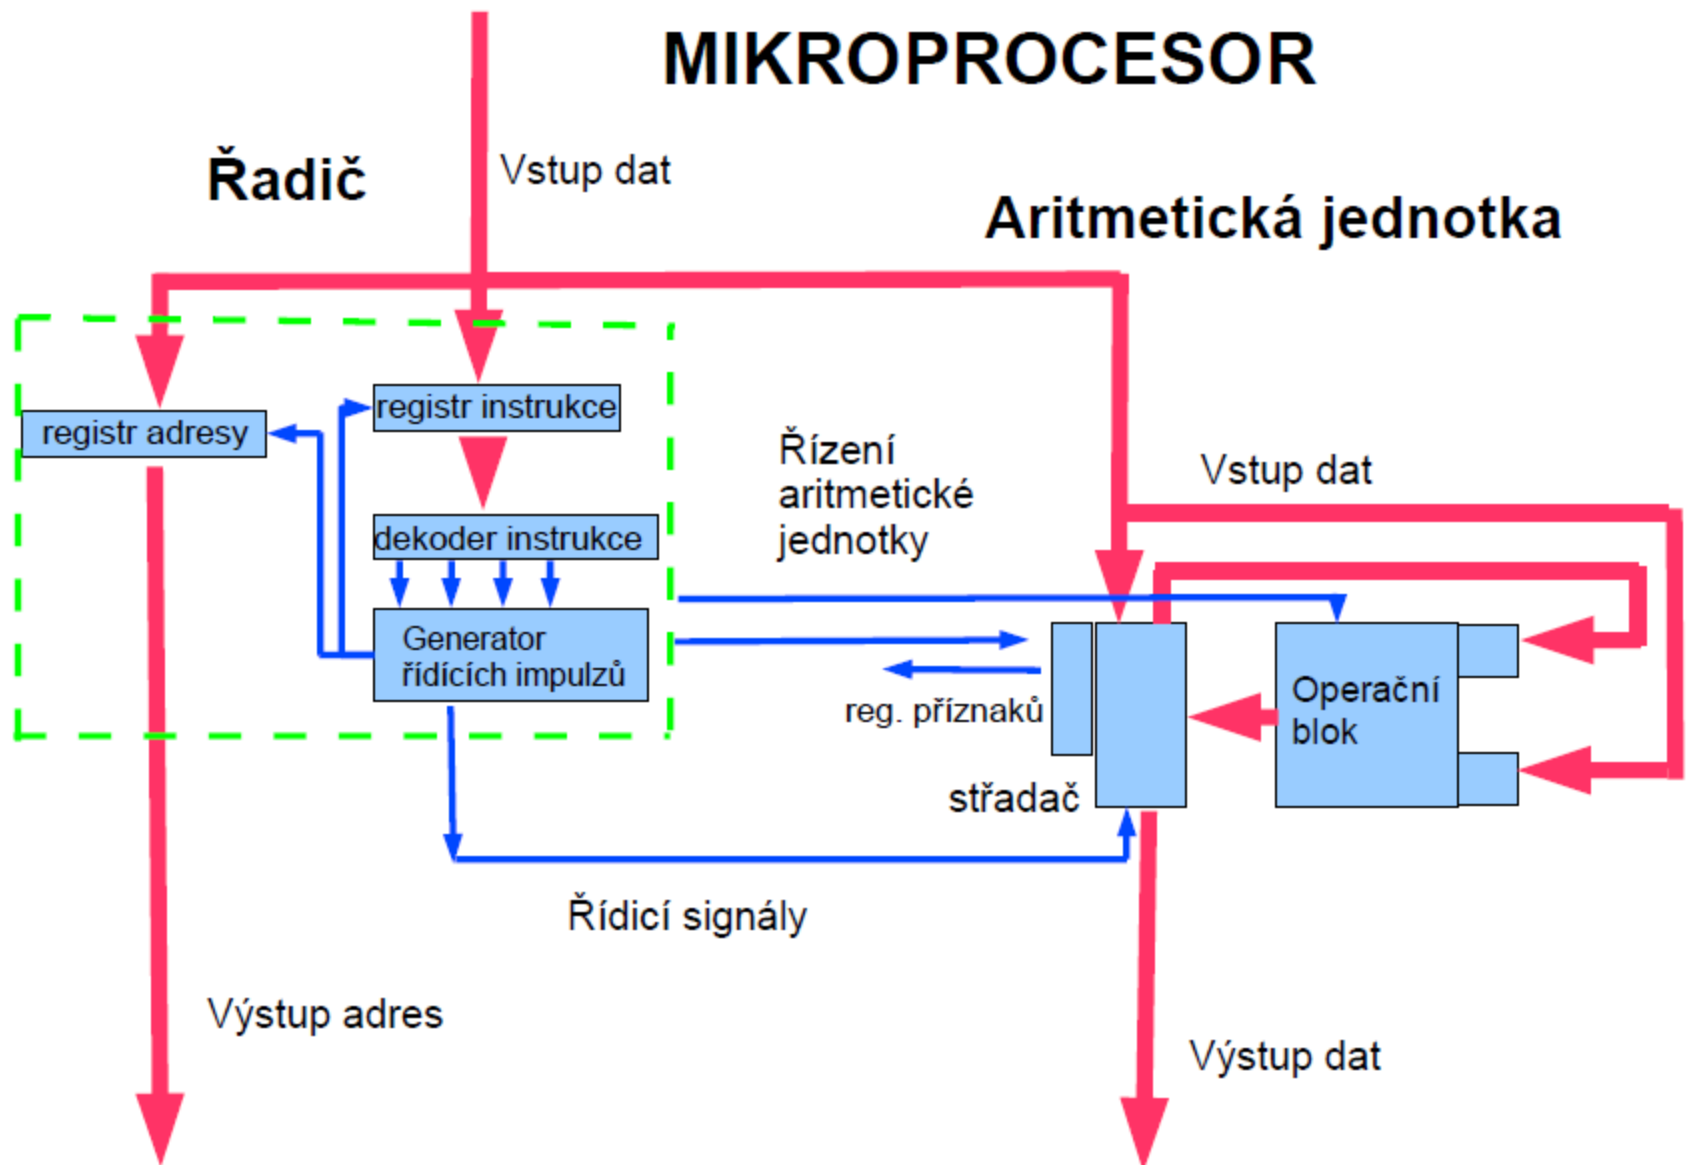 MIKROPROCESOR
Řadič
Vstup dat
Aritmetická jednotka
registr instrukce
registr adresy
Řízení
aritmetické
jednotky
Vstup dat
dekoder instrukce
Generator
řídících impulzů
reg. příznaků
Operační
blok
střadač
Řídicí signály
Výstup adres
Výstup dat